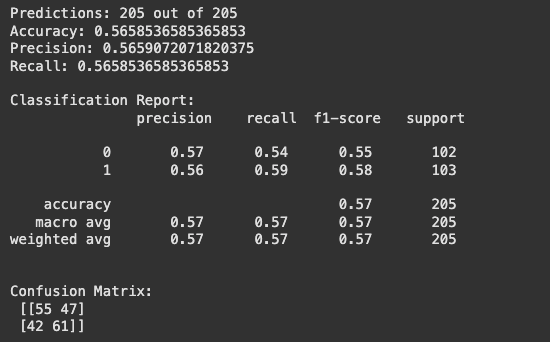 Predictions: 205 out of 205
Accuracy: 0.5658536585365853
Precision: 0.5659072071820375
Recall: 0.5658536585365853
Classification Report:
precision recall f1-score support
0 0.57 0.54 0.55 102
1 0.56 0.59 0.58 103
accuracy 0.57 205
macro avg 0.57 0.57 0.57 205
weighted avg 0.57 0.57 0.57 205
Confusion Matrix:
[[55 47]
[42 61]]